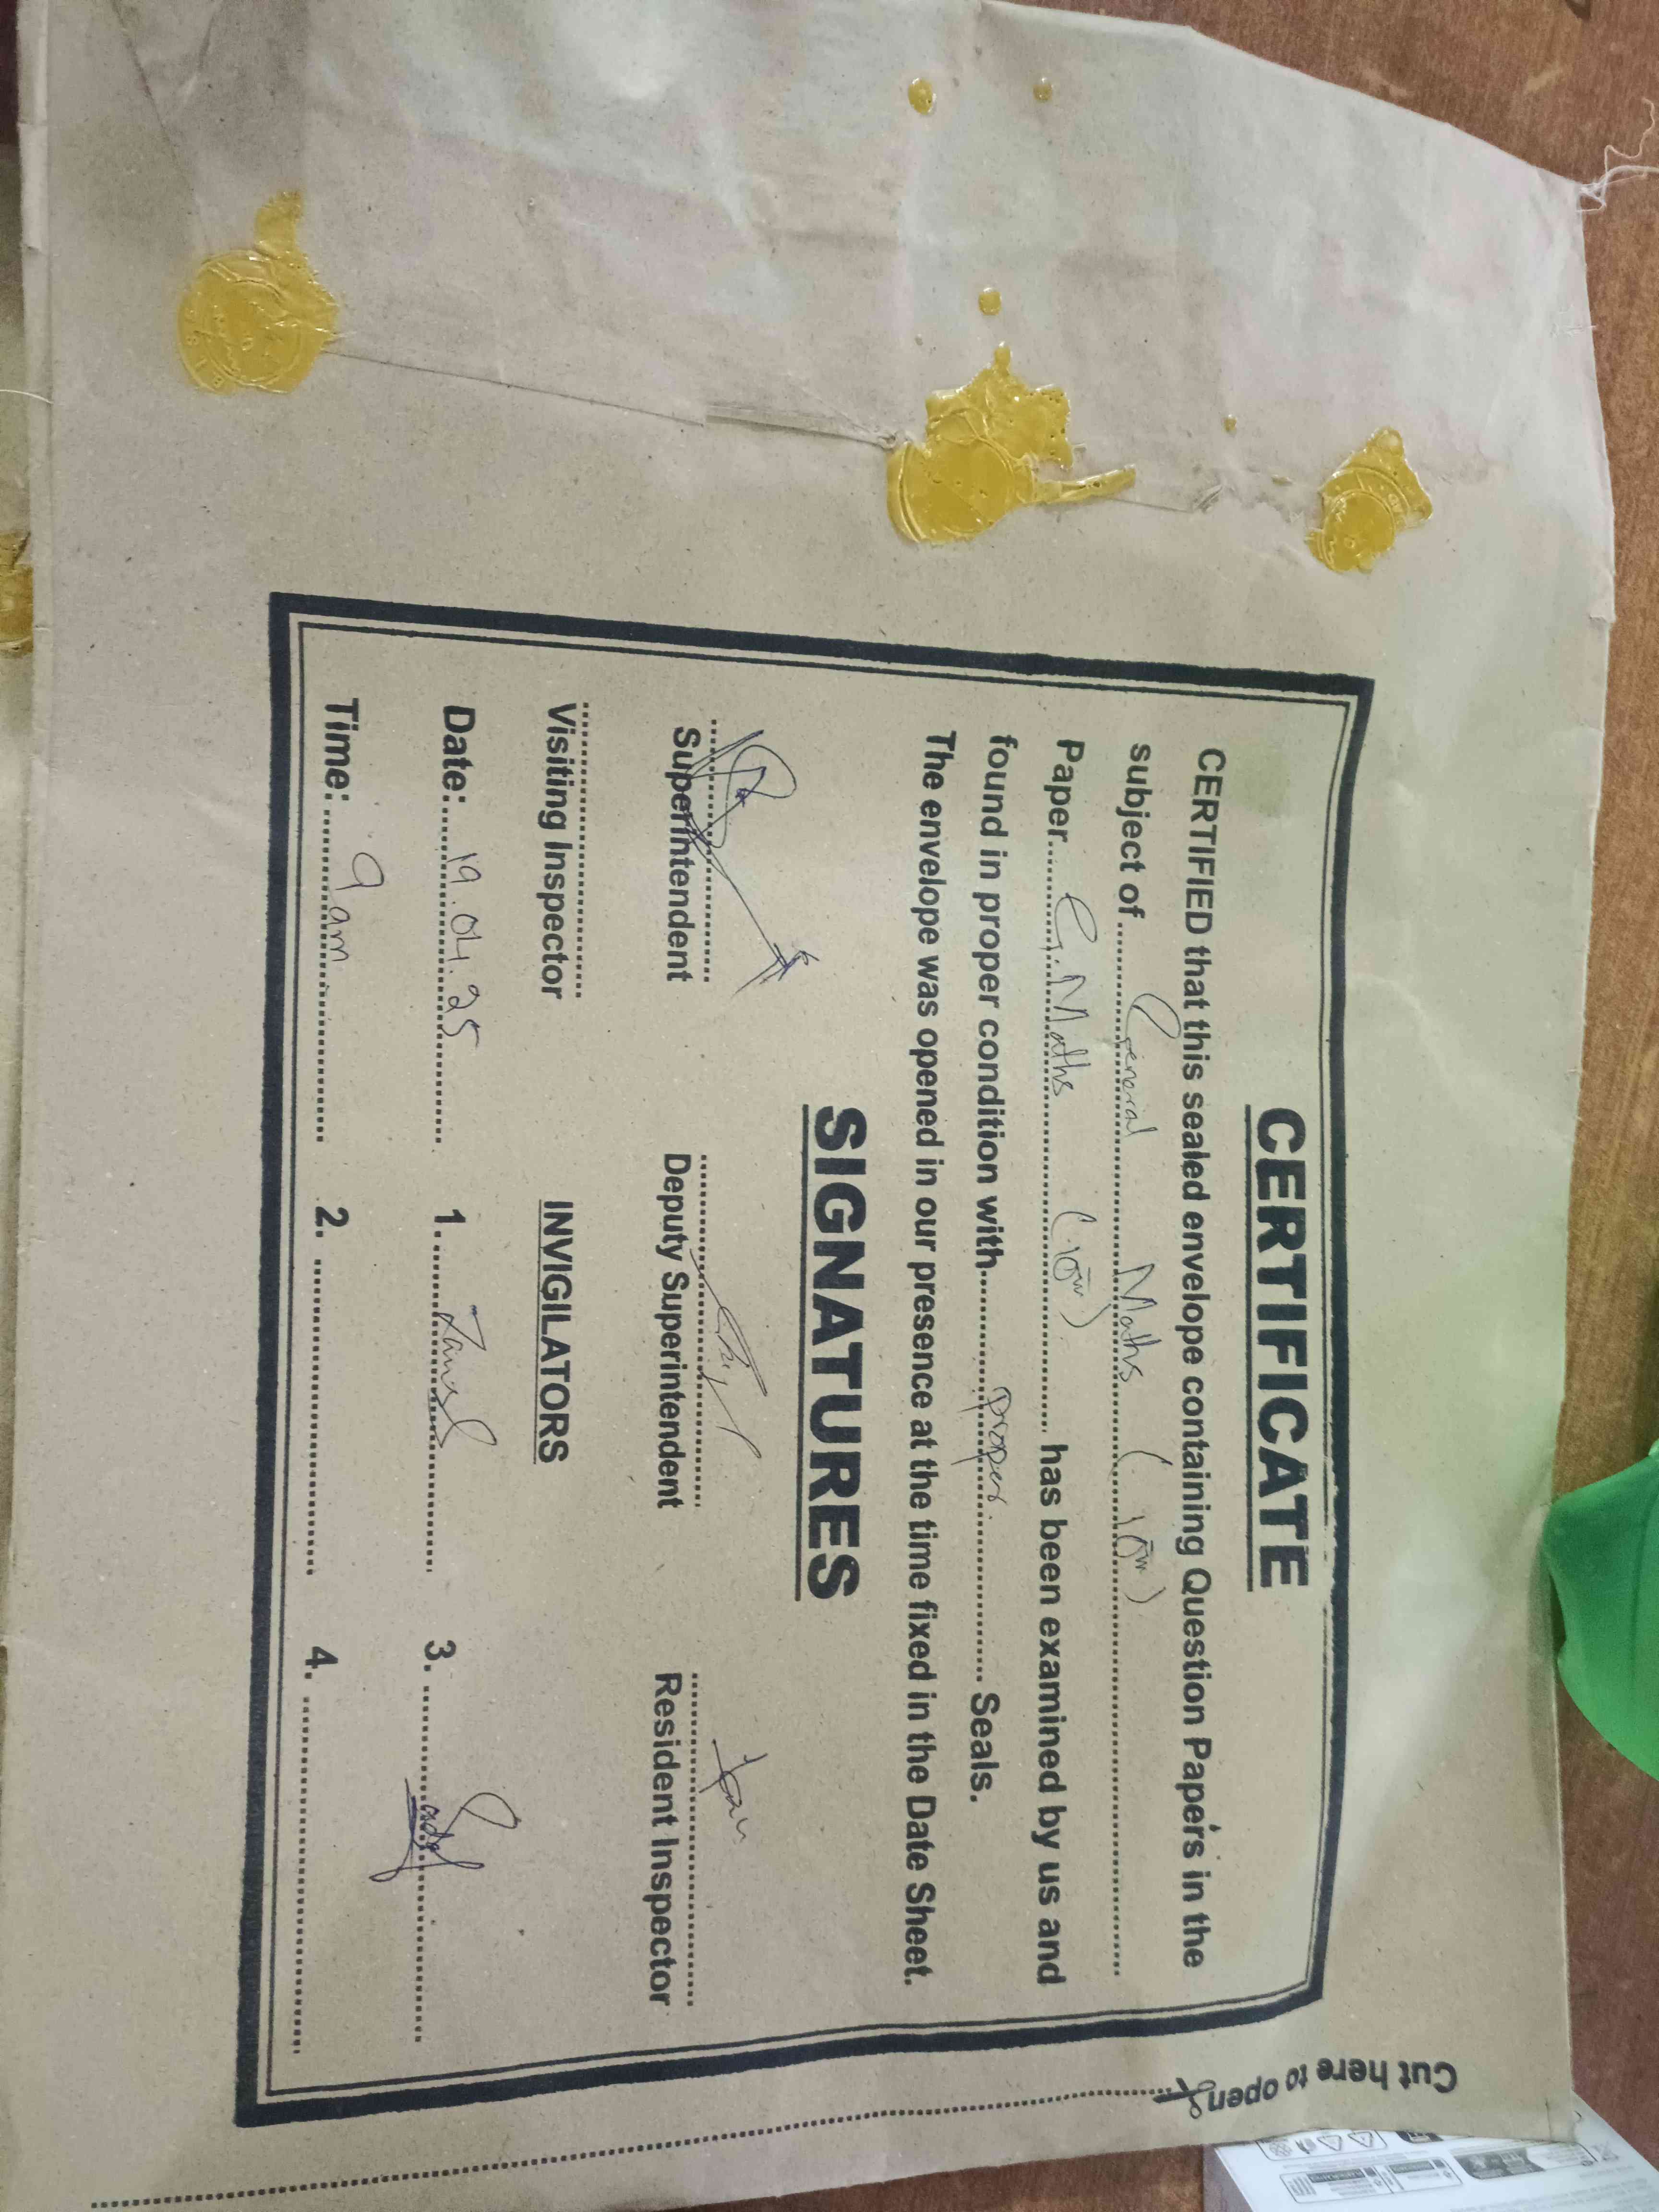 CERTIFICATE
CERTIFIED that this sealed envelope containing Question Papers in the
subject of General Maths (10th)
Paper G. Maths (10th) has been examined by us and
found in proper condition with proper Seals.
The envelope was opened in our presence at the time fixed in the Date Sheet.
SIGNATURES
Superintendent Deputy Superintendent Resident Inspector
Visiting Inspector INVIGILATORS
Date: 19.04.25 1. 3.
Time: 9 am 2. 4.
Cut here to open